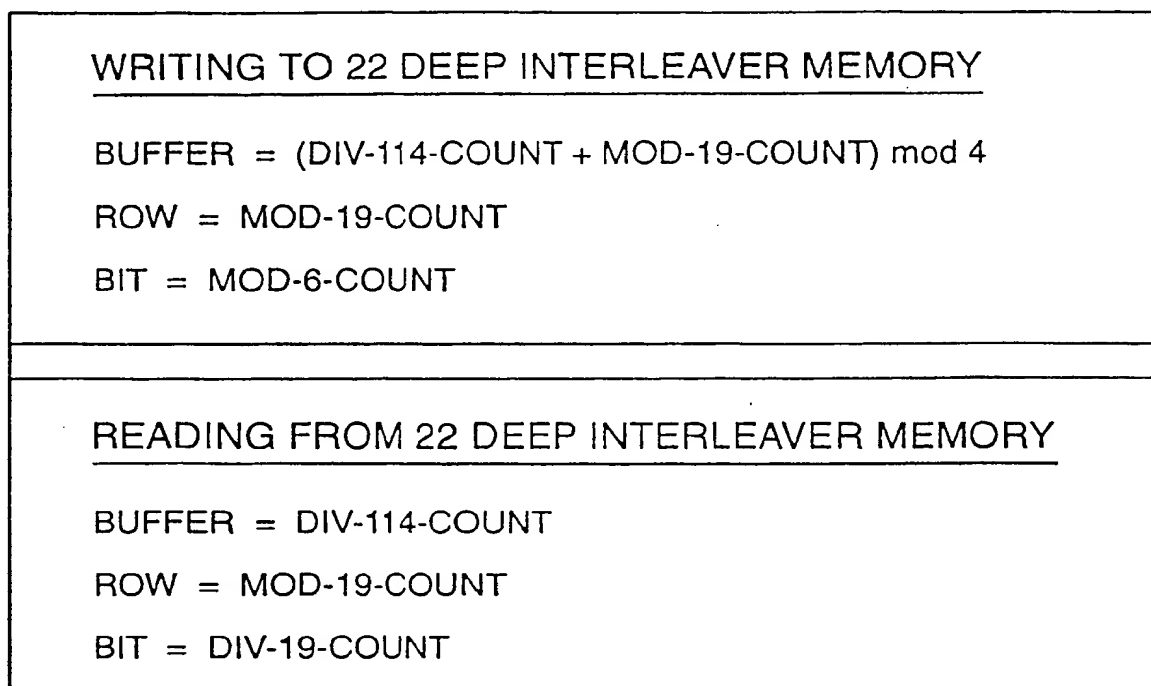 WRITING TO 22 DEEP INTERLEAVER MEMORY
BUFFER = (DIV-114-COUNT + MOD-19-COUNT) mod 4
ROW = MOD-19-COUNT
BIT = MOD-6-COUNT
READING FROM 22 DEEP INTERLEAVER MEMORY
BUFFER = DIV-114-COUNT
ROW = MOD-19-COUNT
BIT = DIV-19-COUNT